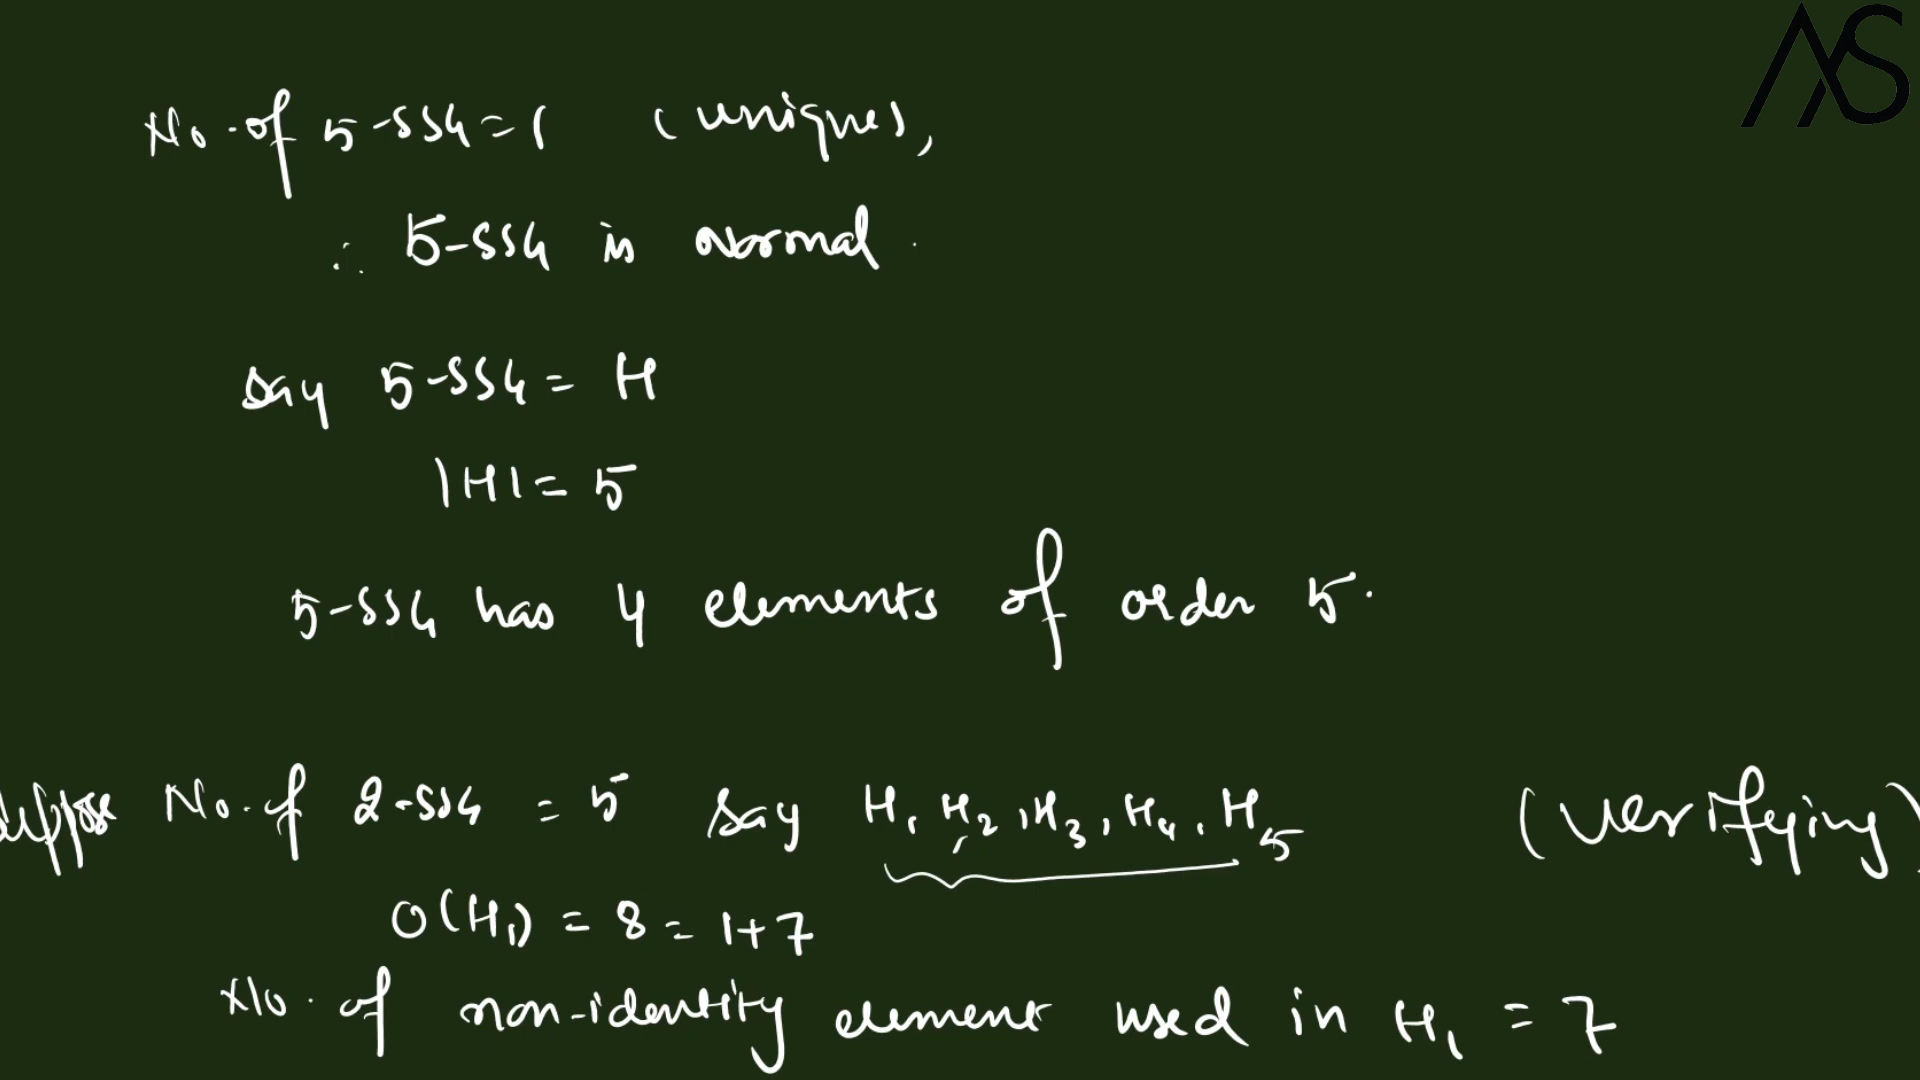 AS
No. of 5-SSG = 1 (unique),
∴ 5-SSG is normal.
Say 5-SSG = H
|H| = 5
5-SSG has 4 elements of order 5.
Suppose No. of 2-SSG = 5 say H1, H2, H3, H4, H5 (verifying)
O(H1) = 8 = 1+7
No. of non-identity element used in H1 = 7